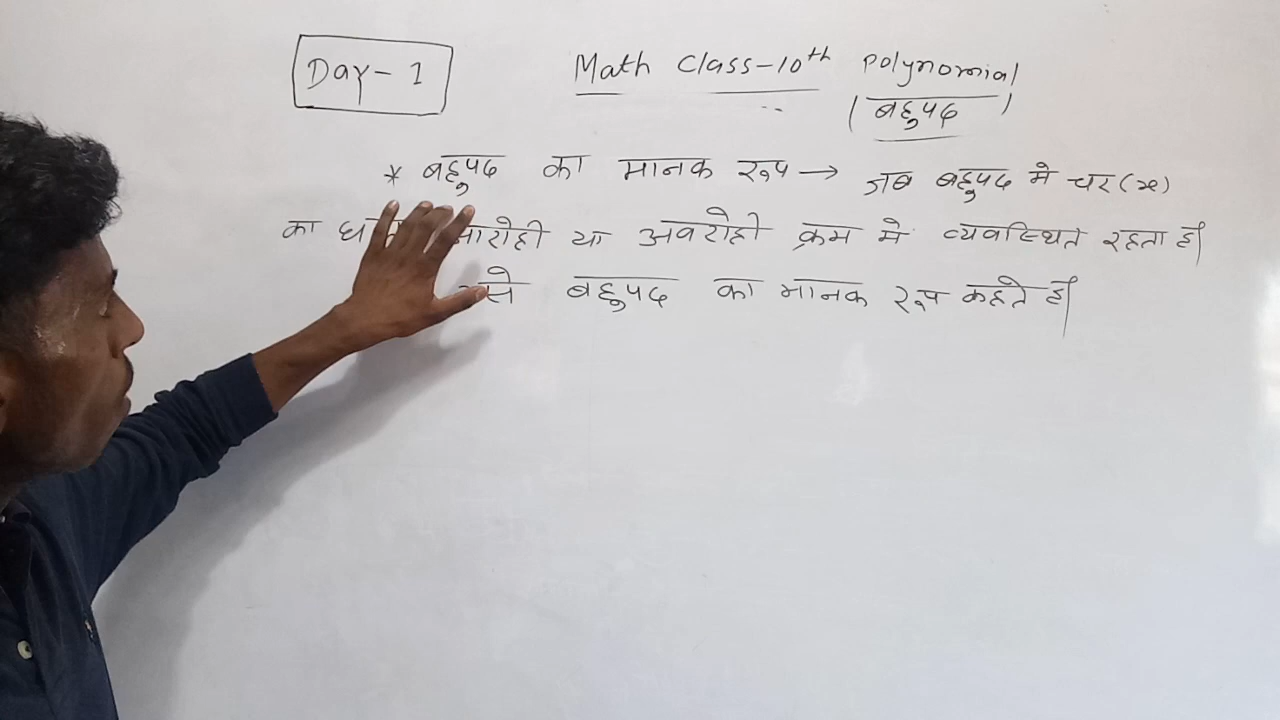 Day - 1
Math Class-10th Polynomial
(बहुपद)
* बहुपद का मानक रूप → जब बहुपद मे चर (x)
का या अवरोही क्रम मे व्यवस्थित रहता है।
बहुपद का मानक रूप कहते है।